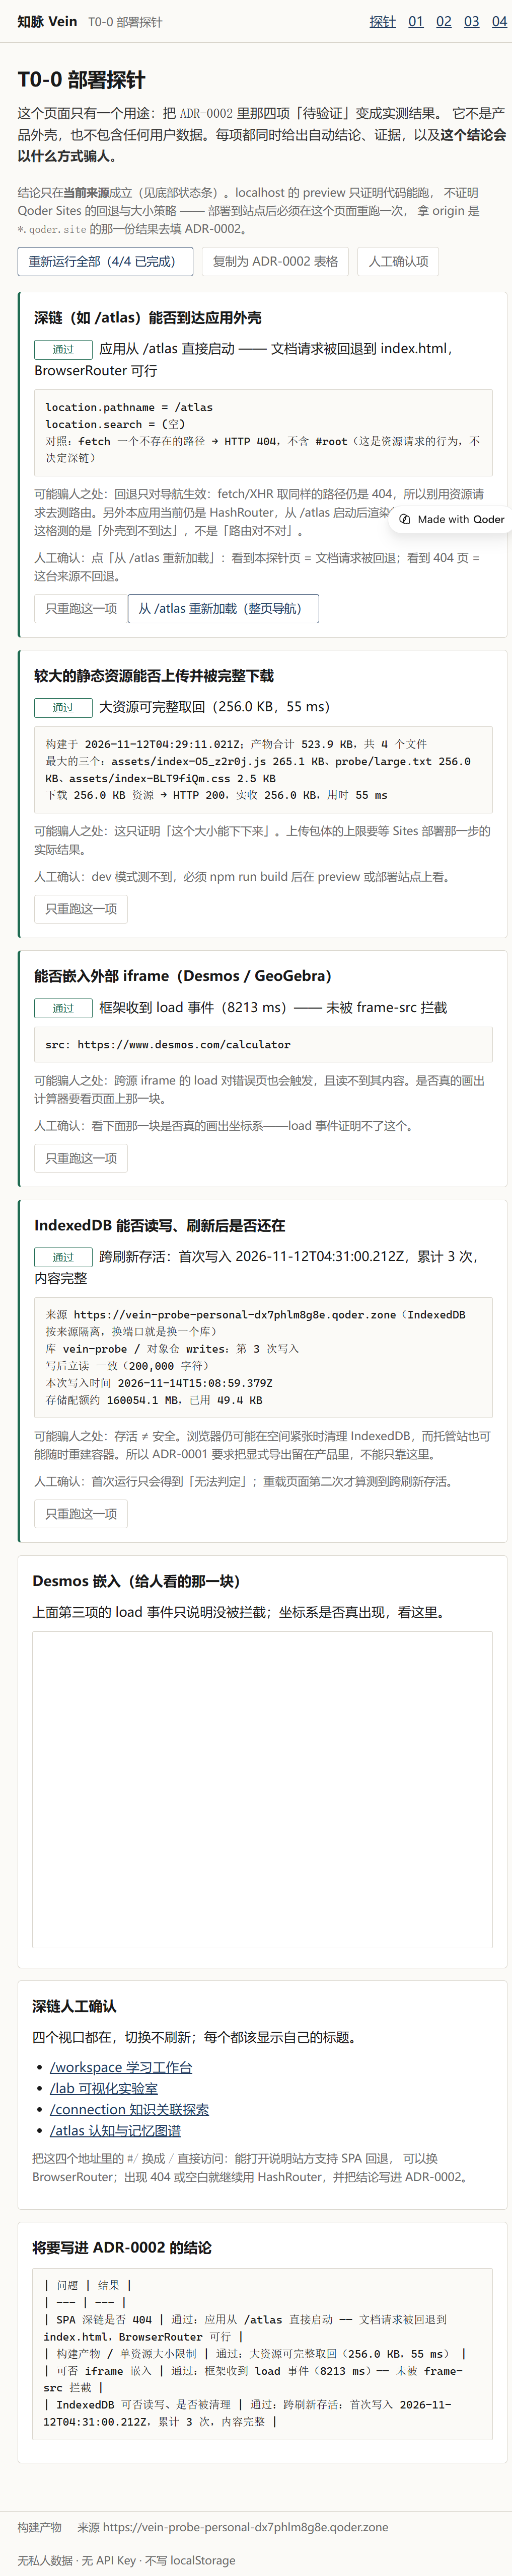 知脉 Vein T0-0 部署探针 探针 01 02 03 04
T0-0 部署探针
这个页面只有一个用途：把 ADR-0002 里那四项「待验证」变成实测结果。 它不是产
品外壳，也不包含任何用户数据。每项都同时给出自动结论、证据，以及这个结论会
以什么方式骗人。
结论只在当前来源成立（见底部状态条）。localhost 的 preview 只证明代码能跑， 不证明
Qoder Sites 的回退与大小策略 —— 部署到站点后必须在这个页面重跑一次， 拿 origin 是
*.qoder.site 的那一份结果去填 ADR-0002。
重新运行全部（4/4 已完成） 复制为 ADR-0002 表格 人工确认项
深链（如 /atlas）能否到达应用外壳
通过 应用从 /atlas 直接启动 —— 文档请求被回退到 index.html，
BrowserRouter 可行
location.pathname = /atlas
location.search = (空)
对照：fetch 一个不存在的路径 → HTTP 404，不含 #root（这是资源请求的行为，不
决定深链）
可能骗人之处：回退只对导航生效：fetch/XHR 取同样的路径仍是 404，所以别用资源请
求去测路由。另外本应用当前仍是 HashRouter，从 /atlas 启动后渲染
这格测的是「外壳到不到达」，不是「路由对不对」。
Made with Qoder
人工确认：点「从 /atlas 重新加载」：看到本探针页 = 文档请求被回退；看到 404 页 =
这台来源不回退。
只重跑这一项 从 /atlas 重新加载（整页导航）
较大的静态资源能否上传并被完整下载
通过 大资源可完整取回（256.0 KB，55 ms）
构建于 2026-11-12T04:29:11.021Z；产物合计 523.9 KB，共 4 个文件
最大的三个：assets/index-O5_z2r0j.js 265.1 KB、probe/large.txt 256.0
KB、assets/index-BLT9fiQm.css 2.5 KB
下载 256.0 KB 资源 → HTTP 200，实收 256.0 KB，用时 55 ms
可能骗人之处：这只证明「这个大小能下下来」。上传包体的上限要等 Sites 部署那一步的
实际结果。
人工确认：dev 模式测不到，必须 npm run build 后在 preview 或部署站点上看。
只重跑这一项
能否嵌入外部 iframe（Desmos / GeoGebra）
通过 框架收到 load 事件（8213 ms）—— 未被 frame-src 拦截
src: https://www.desmos.com/calculator
可能骗人之处：跨源 iframe 的 load 对错误页也会触发，且读不到其内容。是否真的画出
计算器要看页面上那一块。
人工确认：看下面那一块是否真的画出坐标系——load 事件证明不了这个。
只重跑这一项
IndexedDB 能否读写、刷新后是否还在
通过 跨刷新存活：首次写入 2026-11-12T04:31:00.212Z，累计 3 次，
内容完整
来源 https://vein-probe-personal-dx7phlm8g8e.qoder.zone（IndexedDB
按来源隔离，换端口就是换一个库）
库 vein-probe / 对象仓 writes：第 3 次写入
写后立读 一致（200,000 字符）
本次写入时间 2026-11-14T15:08:59.379Z
存储配额约 160054.1 MB，已用 49.4 KB
可能骗人之处：存活 ≠ 安全。浏览器仍可能在空间紧张时清理 IndexedDB，而托管站也可
能随时重建容器。所以 ADR-0001 要求把显式导出留在产品里，不能只靠这里。
人工确认：首次运行只会得到「无法判定」；重载页面第二次才算测到跨刷新存活。
只重跑这一项
Desmos 嵌入（给人看的那一块）
上面第三项的 load 事件只说明没被拦截；坐标系是否真出现，看这里。
深链人工确认
四个视口都在，切换不刷新；每个都该显示自己的标题。
• /workspace 学习工作台
• /lab 可视化实验室
• /connection 知识关联探索
• /atlas 认知与记忆图谱
把这四个地址里的 #/ 换成 / 直接访问：能打开说明站方支持 SPA 回退， 可以换
BrowserRouter；出现 404 或空白就继续用 HashRouter，并把结论写进 ADR-0002。
将要写进 ADR-0002 的结论
| 问题 | 结果 |
| --- | --- |
| SPA 深链是否 404 | 通过：应用从 /atlas 直接启动 —— 文档请求被回退到
index.html，BrowserRouter 可行 |
| 构建产物 / 单资源大小限制 | 通过：大资源可完整取回（256.0 KB，55 ms） |
| 可否 iframe 嵌入 | 通过：框架收到 load 事件（8213 ms）—— 未被 frame-
src 拦截 |
| IndexedDB 可否读写、是否被清理 | 通过：跨刷新存活：首次写入 2026-11-
12T04:31:00.212Z，累计 3 次，内容完整 |
构建产物 来源 https://vein-probe-personal-dx7phlm8g8e.qoder.zone
无私人数据 · 无 API Key · 不写 localStorage